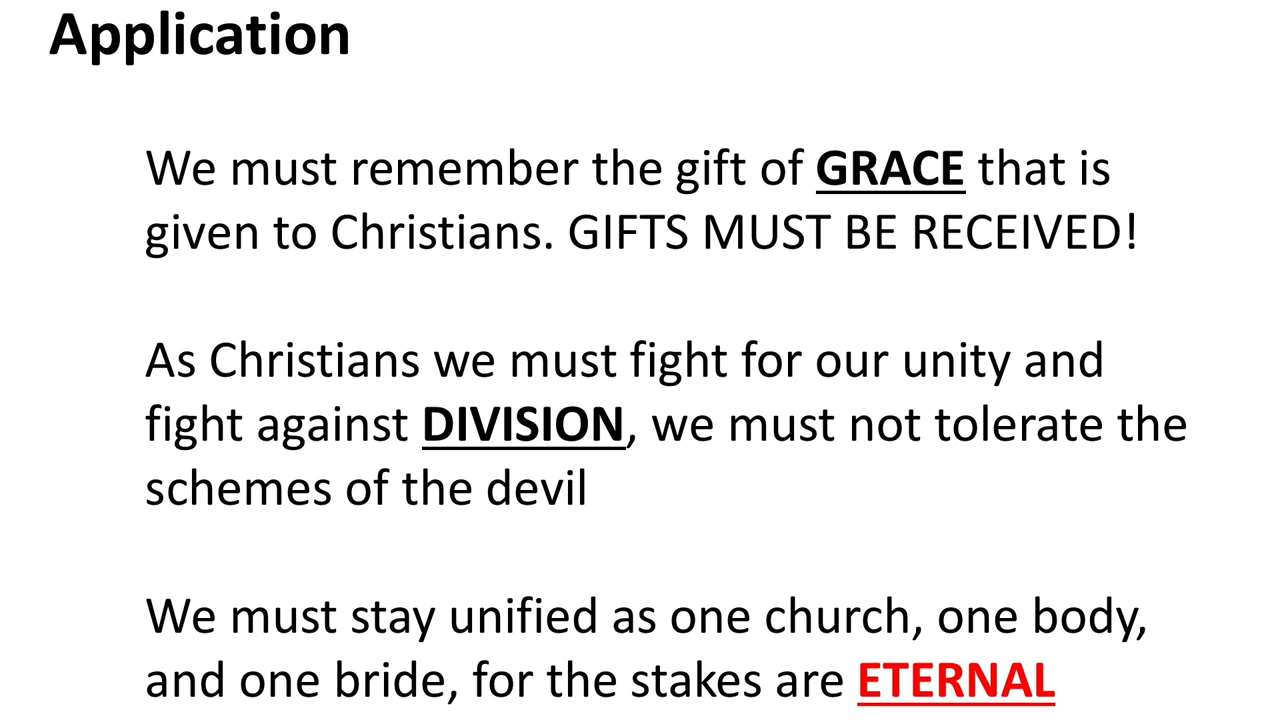 Application
We must remember the gift of GRACE that is
given to Christians. GIFTS MUST BE RECEIVED!
As Christians we must fight for our unity and
fight against DIVISION, we must not tolerate the
schemes of the devil
We must stay unified as one church, one body,
and one bride, for the stakes are ETERNAL